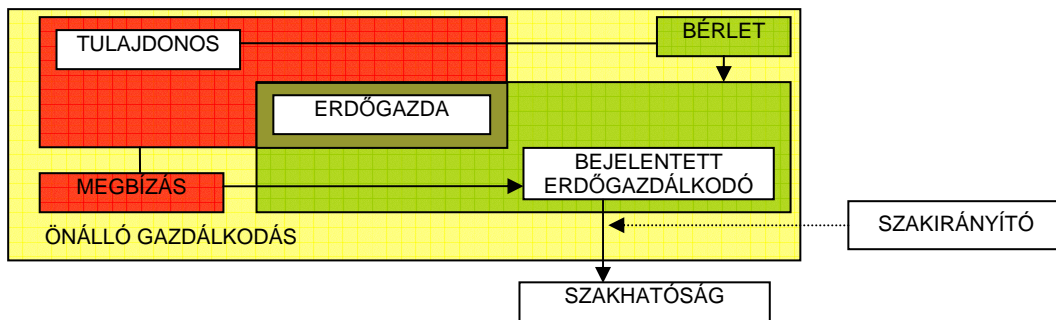 TULAJDONOS
BÉRLET
ERDŐGAZDA
BEJELENTETT
ERDŐGAZDÁLKODÓ
MEGBÍZÁS
ÖNÁLLÓ GAZDÁLKODÁS
SZAKIRÁNYÍTÓ
SZAKHATÓSÁG